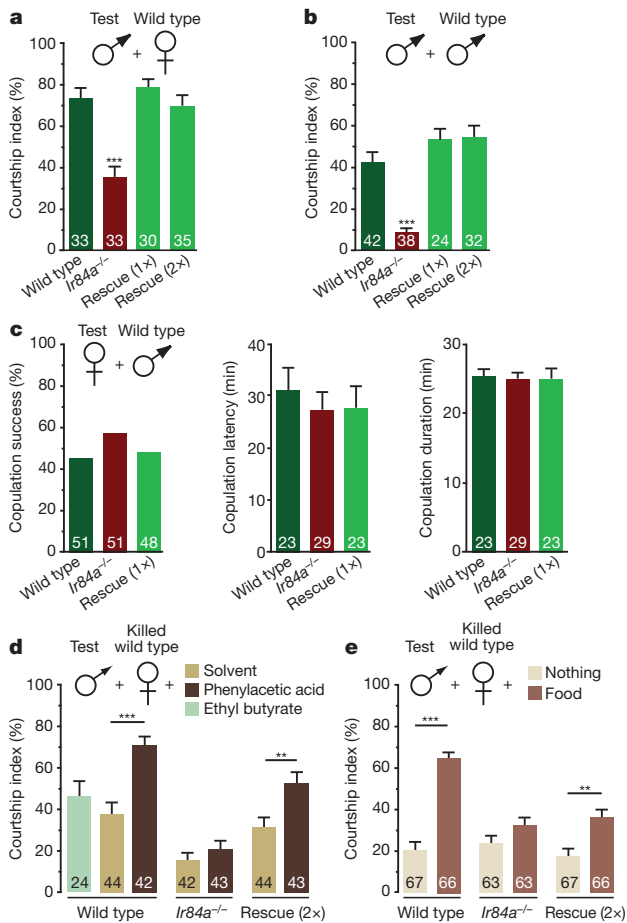 a
Test Wild type
+
Courtship index (%)
100
80
60
40
20
0
***
33 33 30 35
Wild type
Ir84a–/–
Rescue (1×)
Rescue (2×)
b
Test Wild type
+
Courtship index (%)
100
80
60
40
20
0
***
42 38 24 32
Wild type
Ir84a–/–
Rescue (1×)
Rescue (2×)
c
Test Wild type
+
Copulation success (%)
100
80
60
40
20
0
51 51 48
Wild type
Ir84a–/–
Rescue (1×)
Copulation latency (min)
40
30
20
10
0
23 29 23
Wild type
Ir84a–/–
Rescue (1×)
Copulation duration (min)
30
20
10
0
23 29 23
Wild type
Ir84a–/–
Rescue (1×)
d
Test
Killed
wild type
+ +
Solvent
Phenylacetic acid
Ethyl butyrate
Courtship index (%)
100
80
60
40
20
0
***
**
24 44 42 42 43 44 43
Wild type Ir84a–/– Rescue (2×)
e
Test
Killed
wild type
+ +
Nothing
Food
Courtship index (%)
100
80
60
40
20
0
***
**
67 66 63 63 67 66
Wild type Ir84a–/– Rescue (2×)